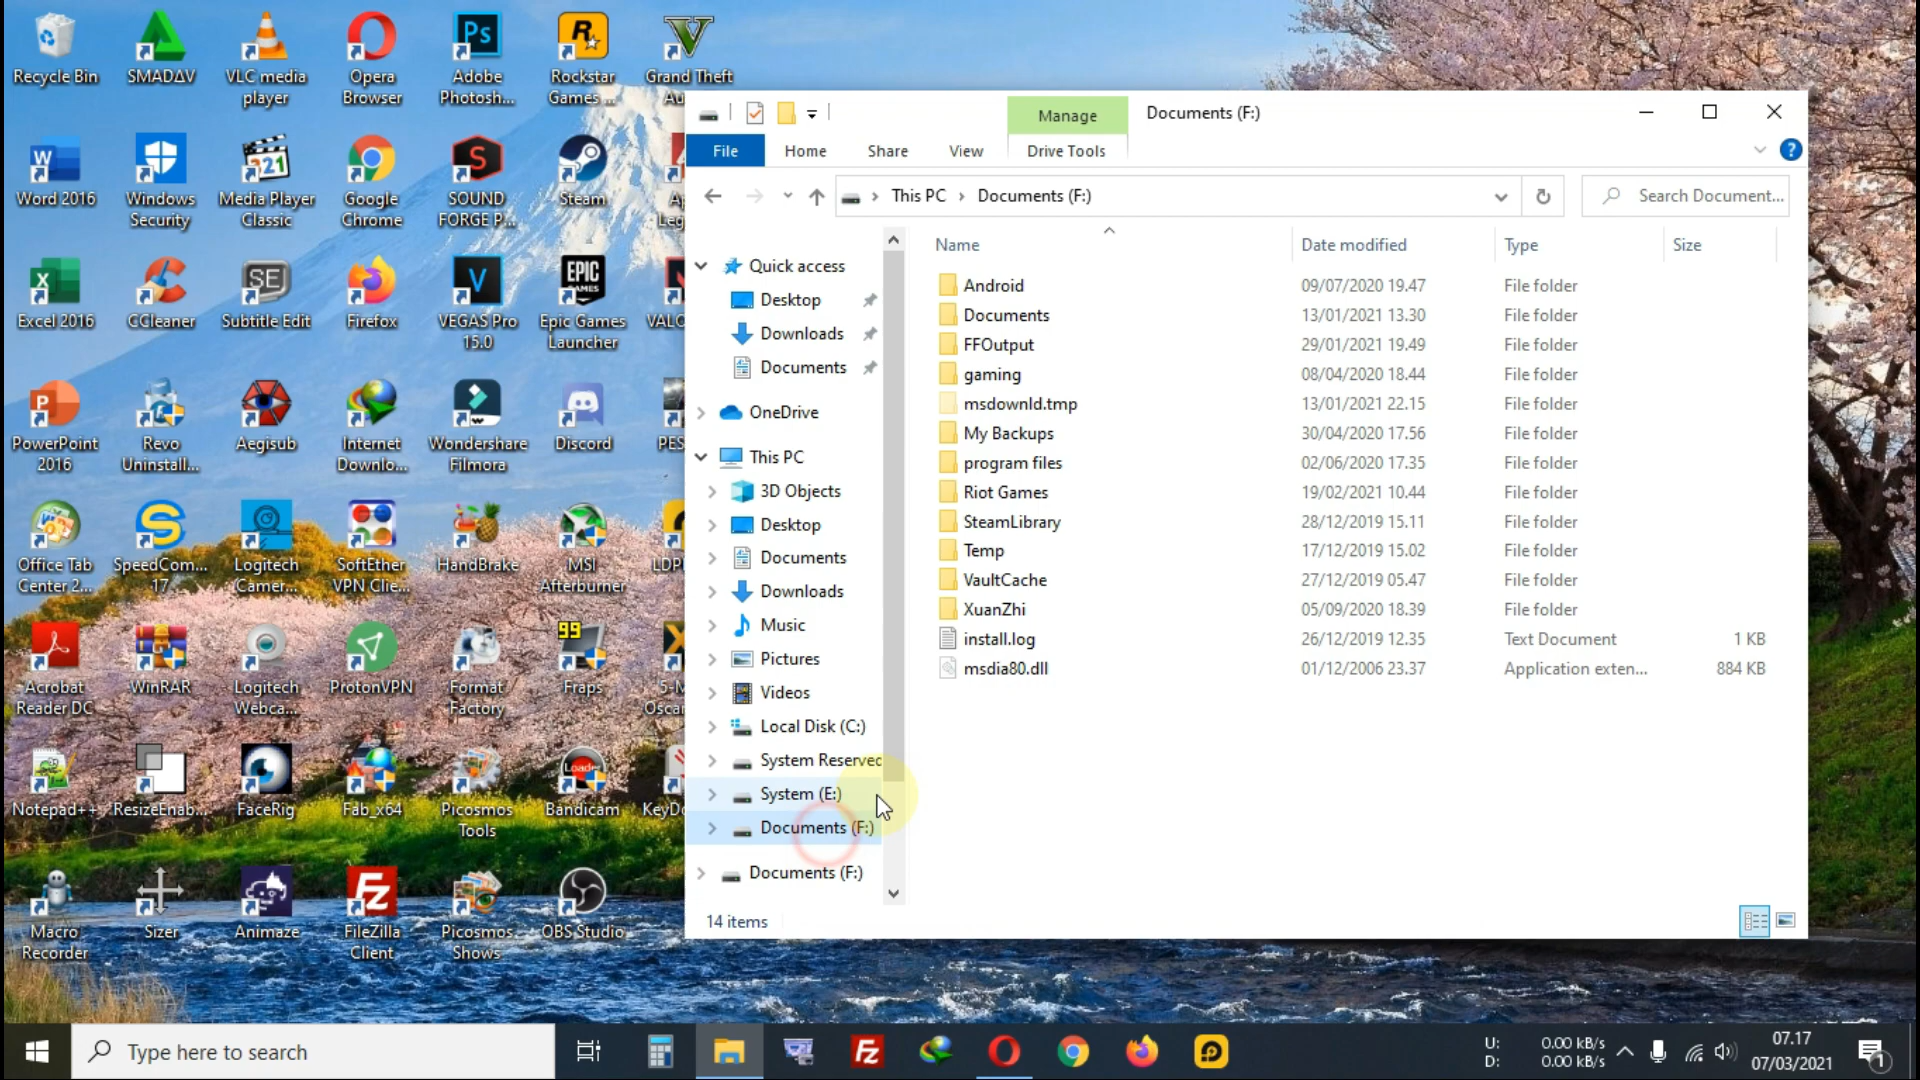 Recycle Bin
SMADΔV
VLC media
player
Opera
Browser
Adobe
Photosh...
Rockstar
Games ...
Grand Theft
Au
Word 2016
Windows
Security
Media Player
Classic
Google
Chrome
SOUND
FORGE P...
Steam
Ap
Leg
Excel 2016
CCleaner
Subtitle Edit
Firefox
VEGAS Pro
15.0
Epic Games
Launcher
VALO
PowerPoint
2016
Revo
Uninstall...
Aegisub
Internet
Downlo...
Wondershare
Filmora
Discord
PES
Office Tab
Center 2...
SpeedCom...
17
Logitech
Camer...
SoftEther
VPN Clie...
HandBrake
MSI
Afterburner
LDP
Acrobat
Reader DC
WinRAR
Logitech
Webca...
ProtonVPN
Format
Factory
Fraps
5-M
Oscar
Notepad++
ResizeEnab...
FaceRig
Fab_x64
Picosmos
Tools
Bandicam
KeyDo
Macro
Recorder
Sizer
Animaze
FileZilla
Client
Picosmos
Shows
OBS Studio
Manage
Documents (F:)
File
Home
Share
View
Drive Tools
This PC
Documents (F:)
Search Document...
Quick access
Desktop
Downloads
Documents
OneDrive
This PC
3D Objects
Desktop
Documents
Downloads
Music
Pictures
Videos
Local Disk (C:)
System Reserved
System (E:)
Documents (F:)
Documents (F:)
Name Date modified Type Size
Android 09/07/2020 19.47 File folder
Documents 13/01/2021 13.30 File folder
FFOutput 29/01/2021 19.49 File folder
gaming 08/04/2020 18.44 File folder
msdownld.tmp 13/01/2021 22.15 File folder
My Backups 30/04/2020 17.56 File folder
program files 02/06/2020 17.35 File folder
Riot Games 19/02/2021 10.44 File folder
SteamLibrary 28/12/2019 15.11 File folder
Temp 17/12/2019 15.02 File folder
VaultCache 27/12/2019 05.47 File folder
XuanZhi 05/09/2020 18.39 File folder
install.log 26/12/2019 12.35 Text Document 1 KB
msdia80.dll 01/12/2006 23.37 Application exten... 884 KB
14 items
Type here to search
U: 0.00 kB/s
D: 0.00 kB/s
07.17
07/03/2021
1